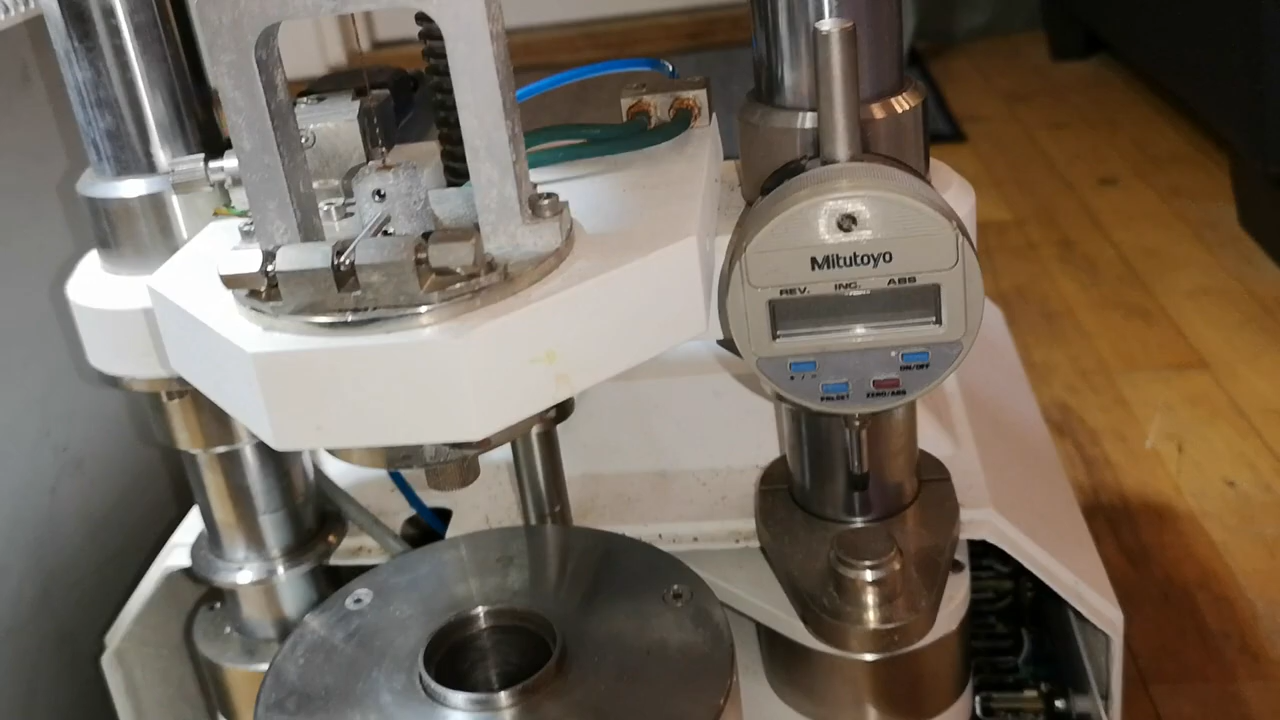 Mitutoyo
REV. INC. ABS
ON/OFF
+ / -
PRESET
ZERO/ABS